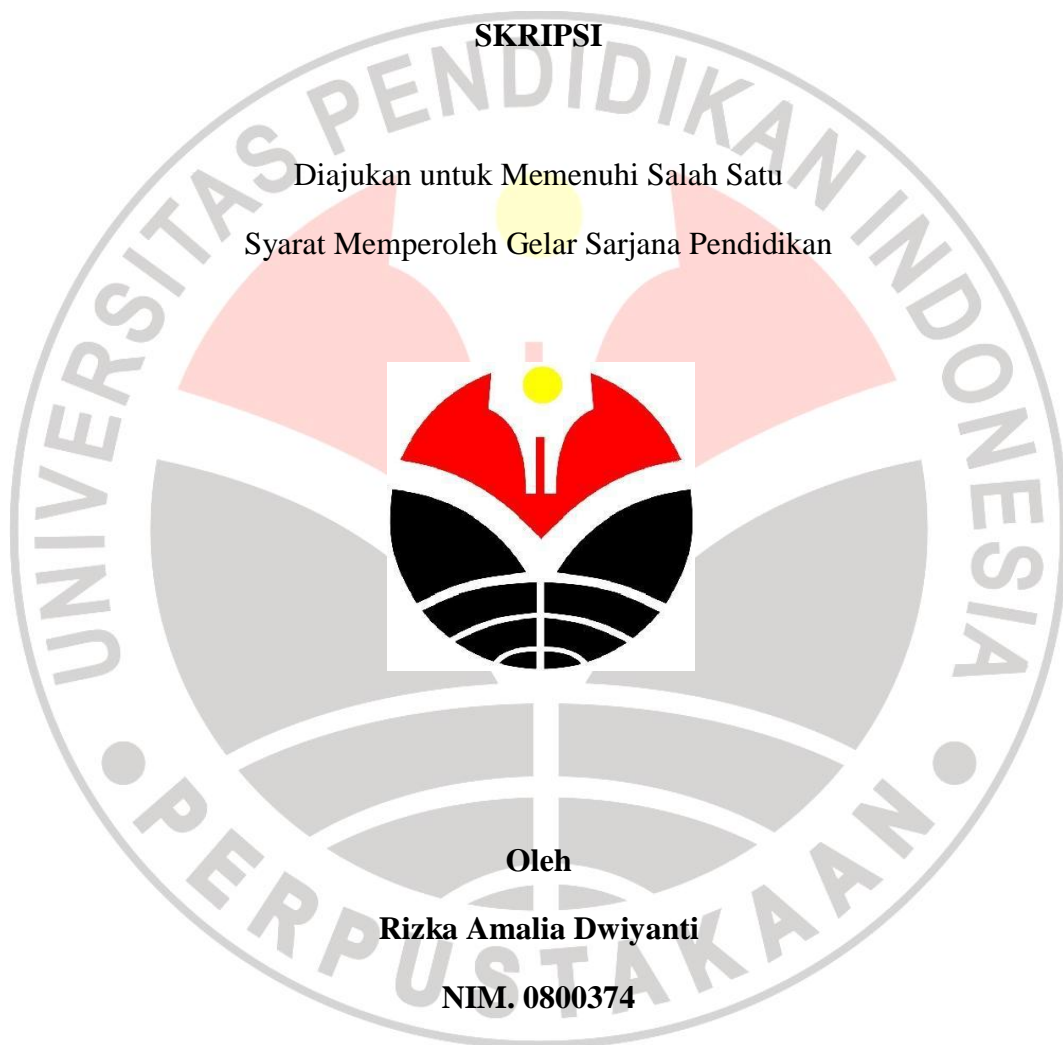 SKRIPSI
UNIVERSITAS PENDIDIKAN INDONESIA
Diajukan untuk Memenuhi Salah Satu
Syarat Memperoleh Gelar Sarjana Pendidikan
Oleh
Rizka Amalia Dwiyanti
NIM. 0800374
PERPUSTAKAAN